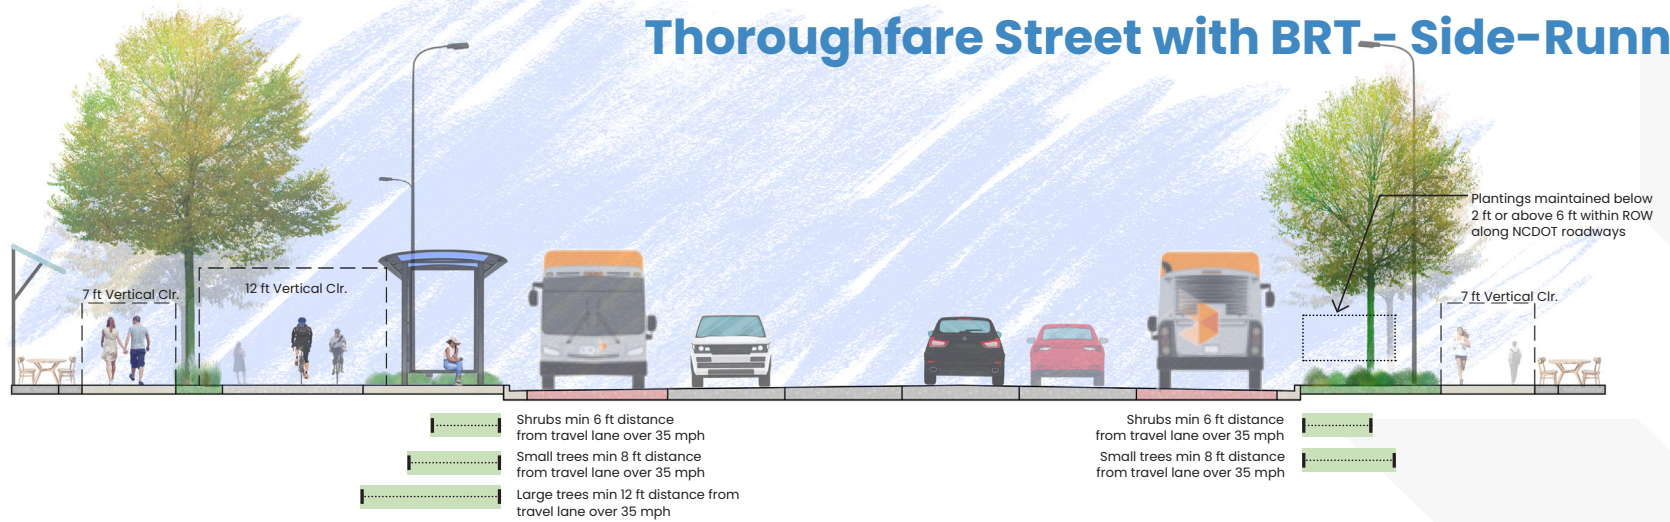 Thoroughfare Street with BRT - Side-Runn
Plantings maintained below
2 ft or above 6 ft within ROW
along NCDOT roadways
7 ft Vertical Clr.
12 ft Vertical Clr.
7 ft Vertical Clr.
Shrubs min 6 ft distance
from travel lane over 35 mph
Small trees min 8 ft distance
from travel lane over 35 mph
Large trees min 12 ft distance from
travel lane over 35 mph
Shrubs min 6 ft distance
from travel lane over 35 mph
Small trees min 8 ft distance
from travel lane over 35 mph